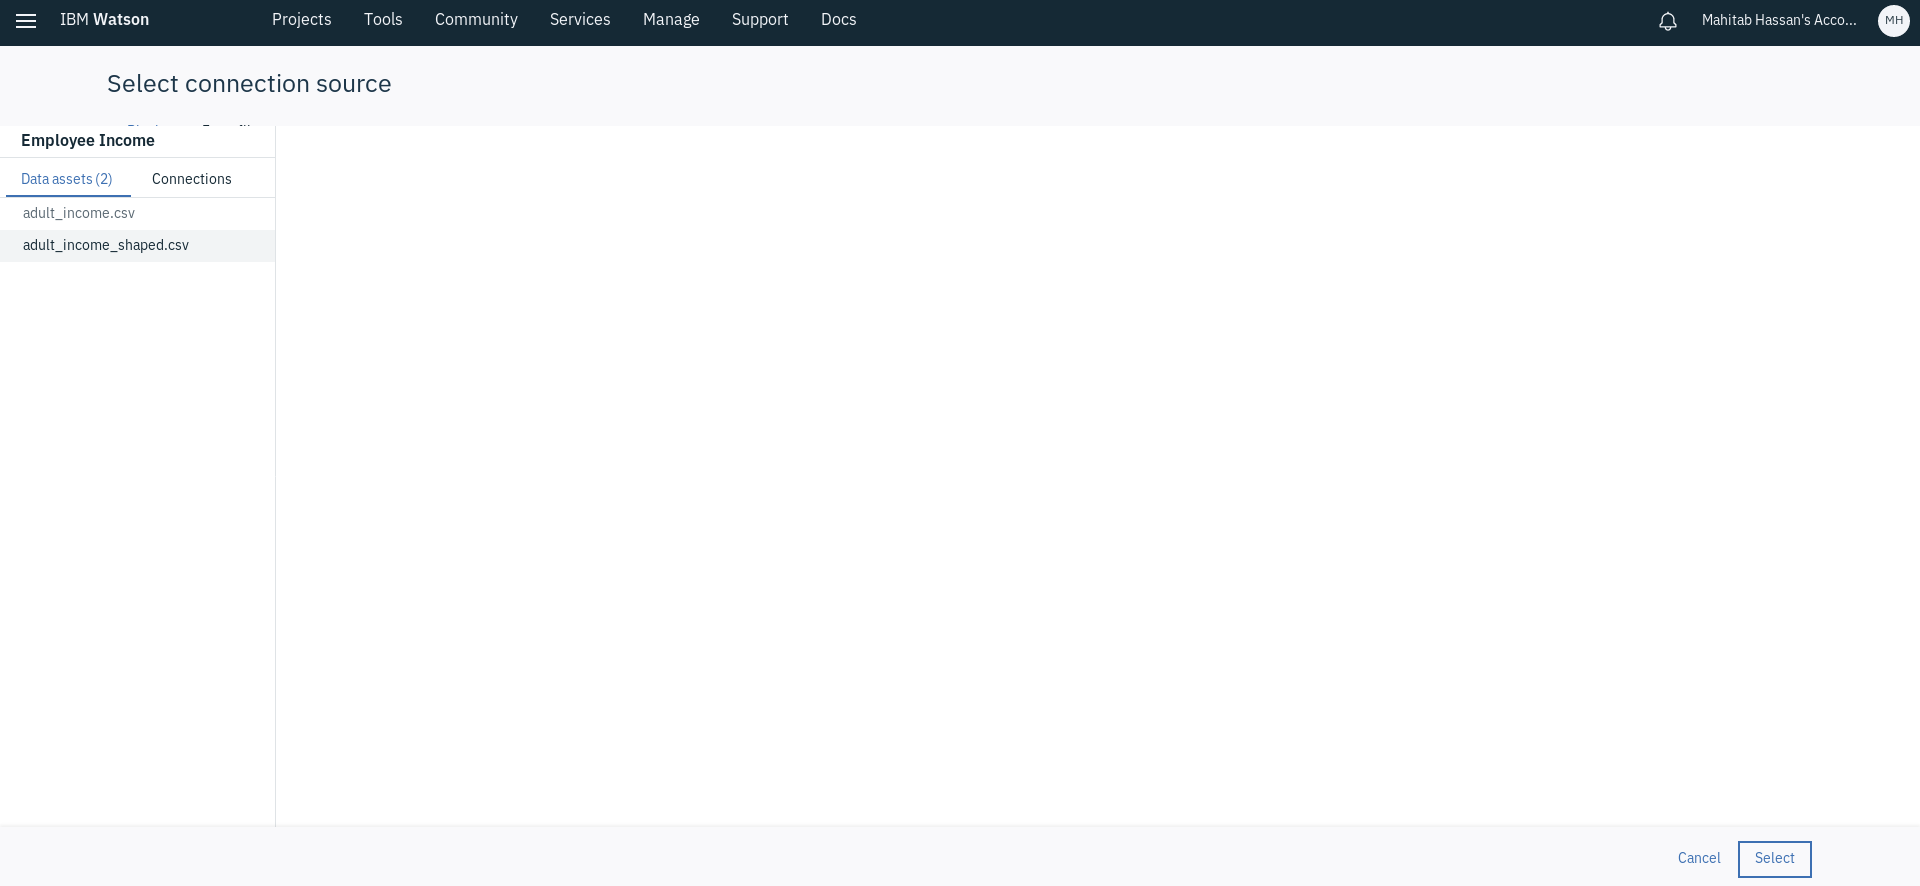 IBM Watson Projects Tools Community Services Manage Support Docs Mahitab Hassan's Acco... MH
Select connection source
Employee Income
Data assets (2) Connections
adult_income.csv
adult_income_shaped.csv
Cancel Select